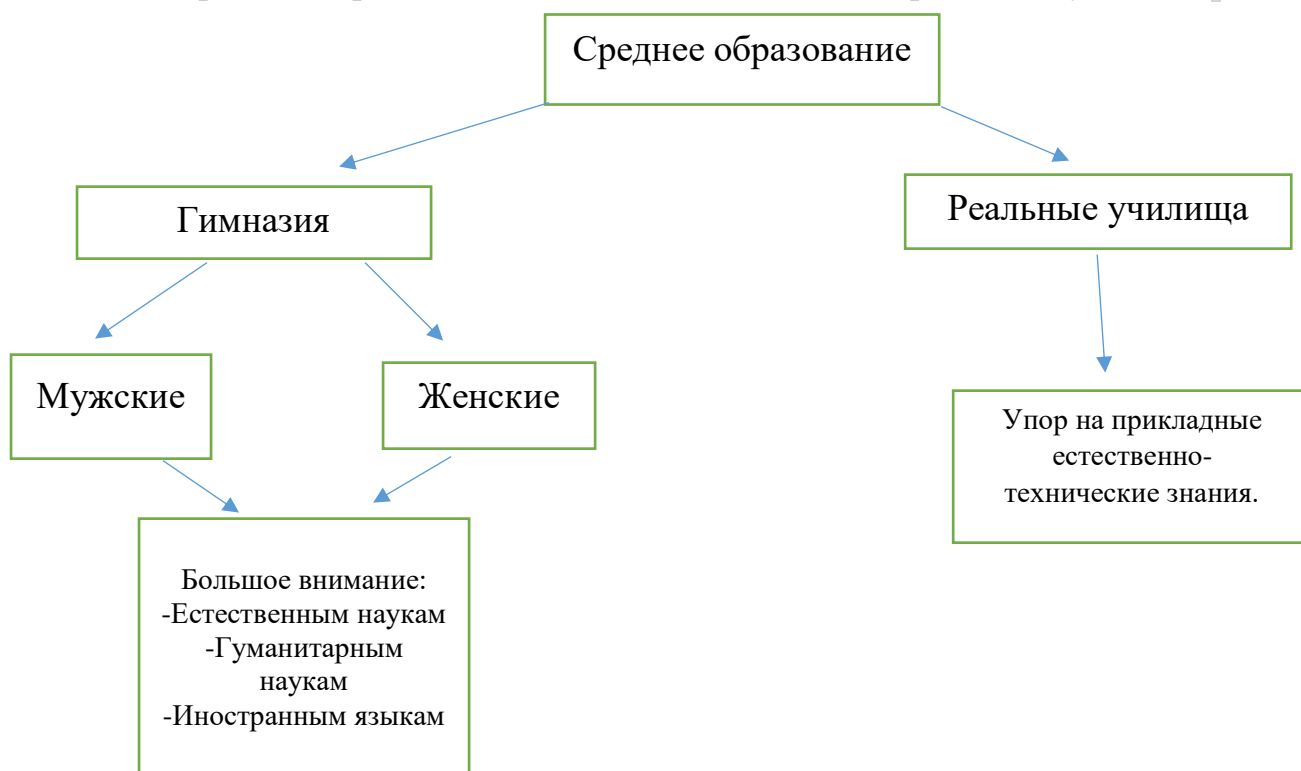 Среднее образование
Гимназия
Реальные училища
Мужские
Женские
Упор на прикладные
естественно-
технические знания.
Большое внимание:
-Естественным наукам
-Гуманитарным
наукам
-Иностранным языкам